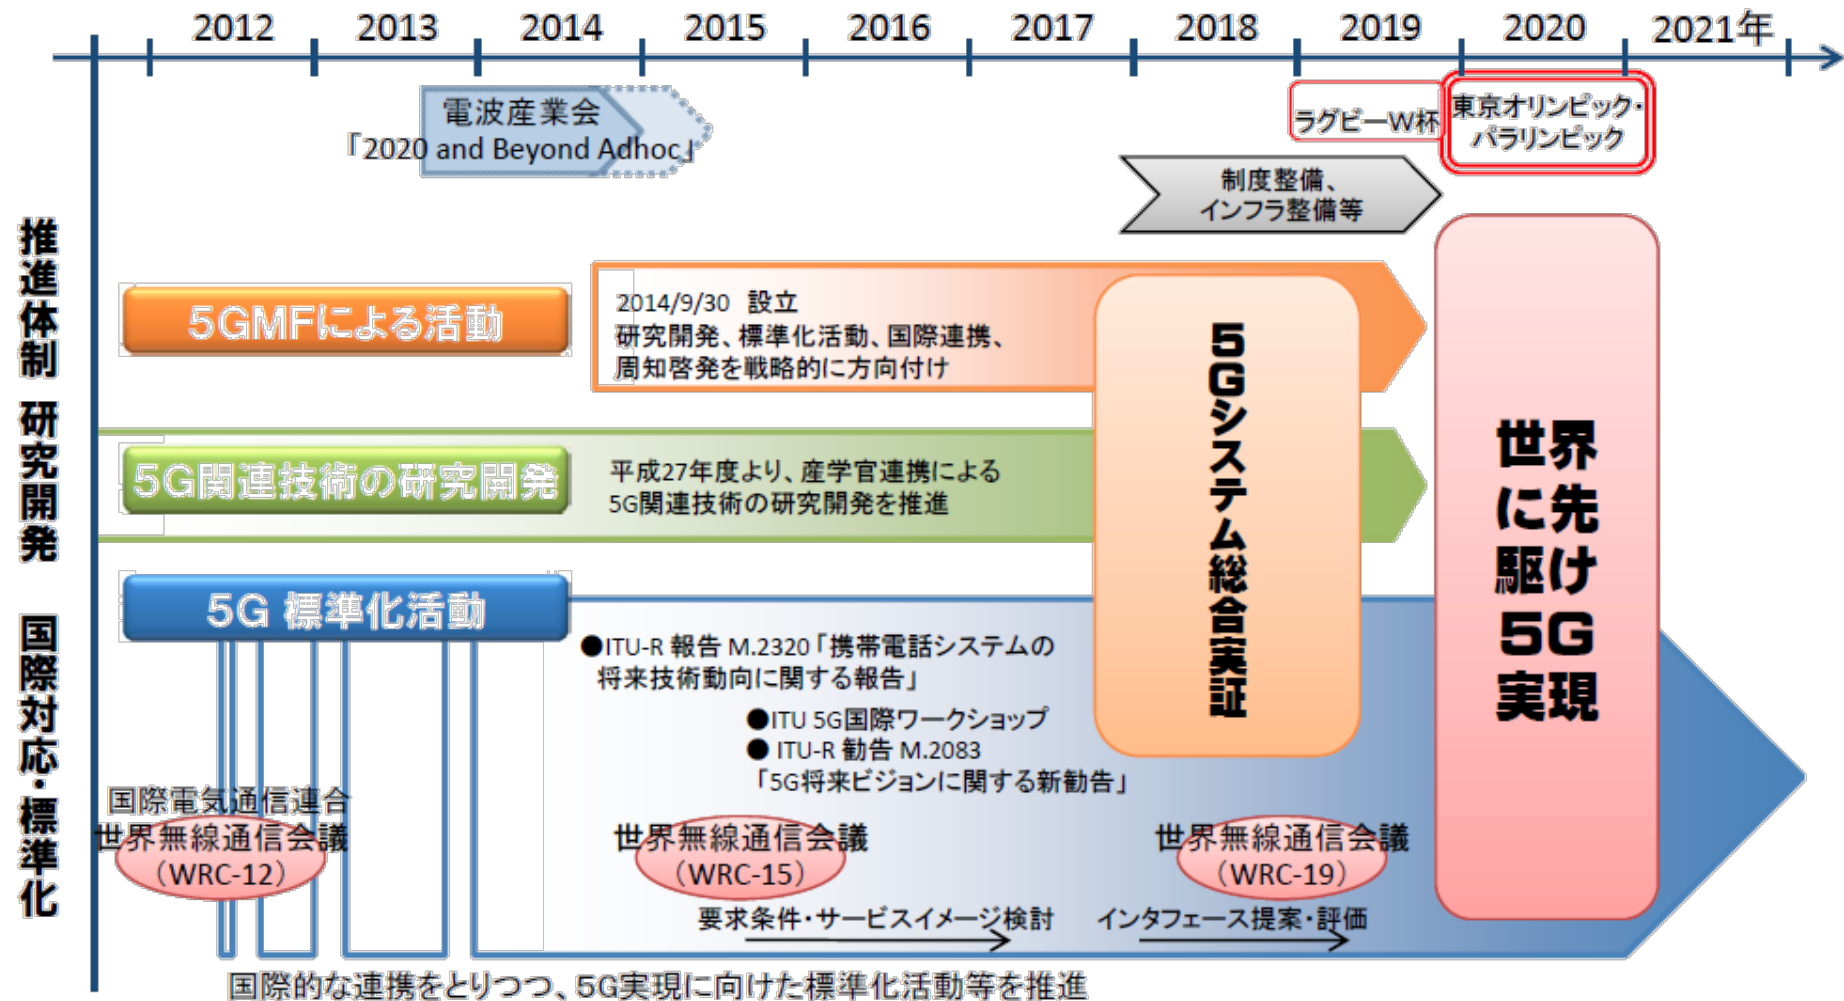 2012 2013 2014 2015 2016 2017 2018 2019 2020 2021年
電波産業会
「2020 and Beyond Adhoc」
ラグビーW杯
東京オリンピック・
パラリンピック
制度整備、
インフラ整備等
推進体制
5GMFによる活動
2014/9/30 設立
研究開発、標準化活動、国際連携、
周知啓発を戦略的に方向付け
研究開発
5G関連技術の研究開発
平成27年度より、産学官連携による
5G関連技術の研究開発を推進
国際対応・標準化
5G 標準化活動
●ITU-R 報告 M.2320「携帯電話システムの
将来技術動向に関する報告」
●ITU 5G国際ワークショップ
● ITU-R 勧告 M.2083
「5G将来ビジョンに関する新勧告」
5Gシステム総合実証
世界
に先
駆け
5G
実現
国際電気通信連合
世界無線通信会議
（WRC-12）
世界無線通信会議
（WRC-15）
世界無線通信会議
（WRC-19）
要求条件・サービスイメージ検討
インタフェース提案・評価
国際的な連携をとりつつ、5G実現に向けた標準化活動等を推進